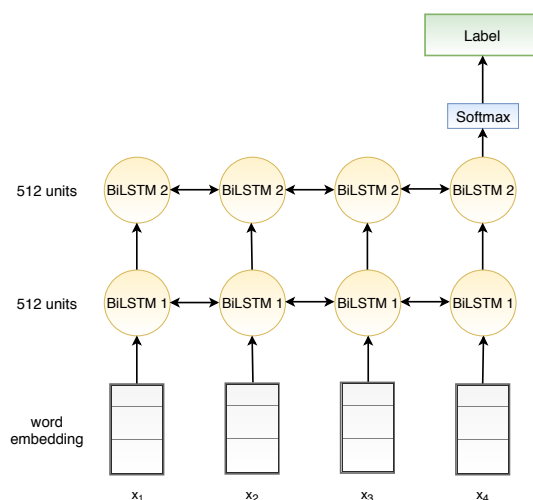 Label
Softmax
512 units BiLSTM 2 BiLSTM 2 BiLSTM 2 BiLSTM 2
512 units BiLSTM 1 BiLSTM 1 BiLSTM 1 BiLSTM 1
word
embedding
x₁ x₂ x₃ x₄